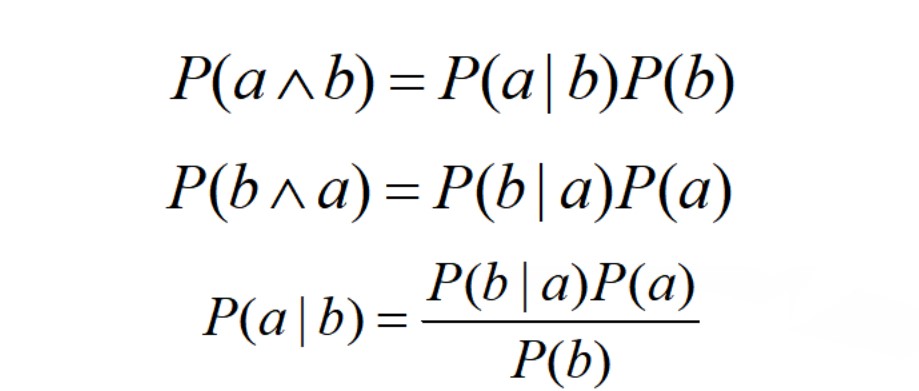 P(a ∧ b) = P(a | b)P(b)
P(b ∧ a) = P(b | a)P(a)
P(a | b) = P(b | a)P(a) / P(b)